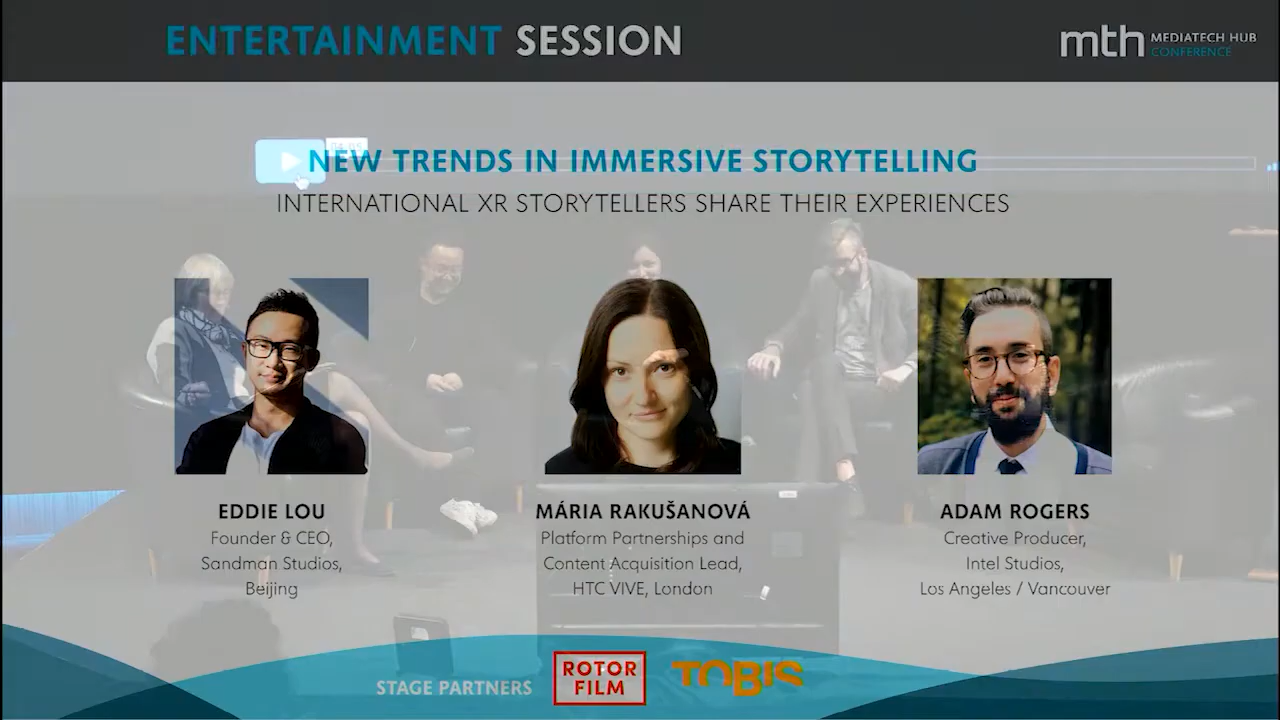 ENTERTAINMENT SESSION
mth MEDIATECH HUB
CONFERENCE
NEW TRENDS IN IMMERSIVE STORYTELLING
INTERNATIONAL XR STORYTELLERS SHARE THEIR EXPERIENCES
EDDIE LOU
Founder & CEO,
Sandman Studios,
Beijing
MÁRIA RAKUŠANOVÁ
Platform Partnerships and
Content Acquisition Lead,
HTC VIVE, London
ADAM ROGERS
Creative Producer,
Intel Studios,
Los Angeles / Vancouver
STAGE PARTNERS
ROTOR
FILM
TOBIS